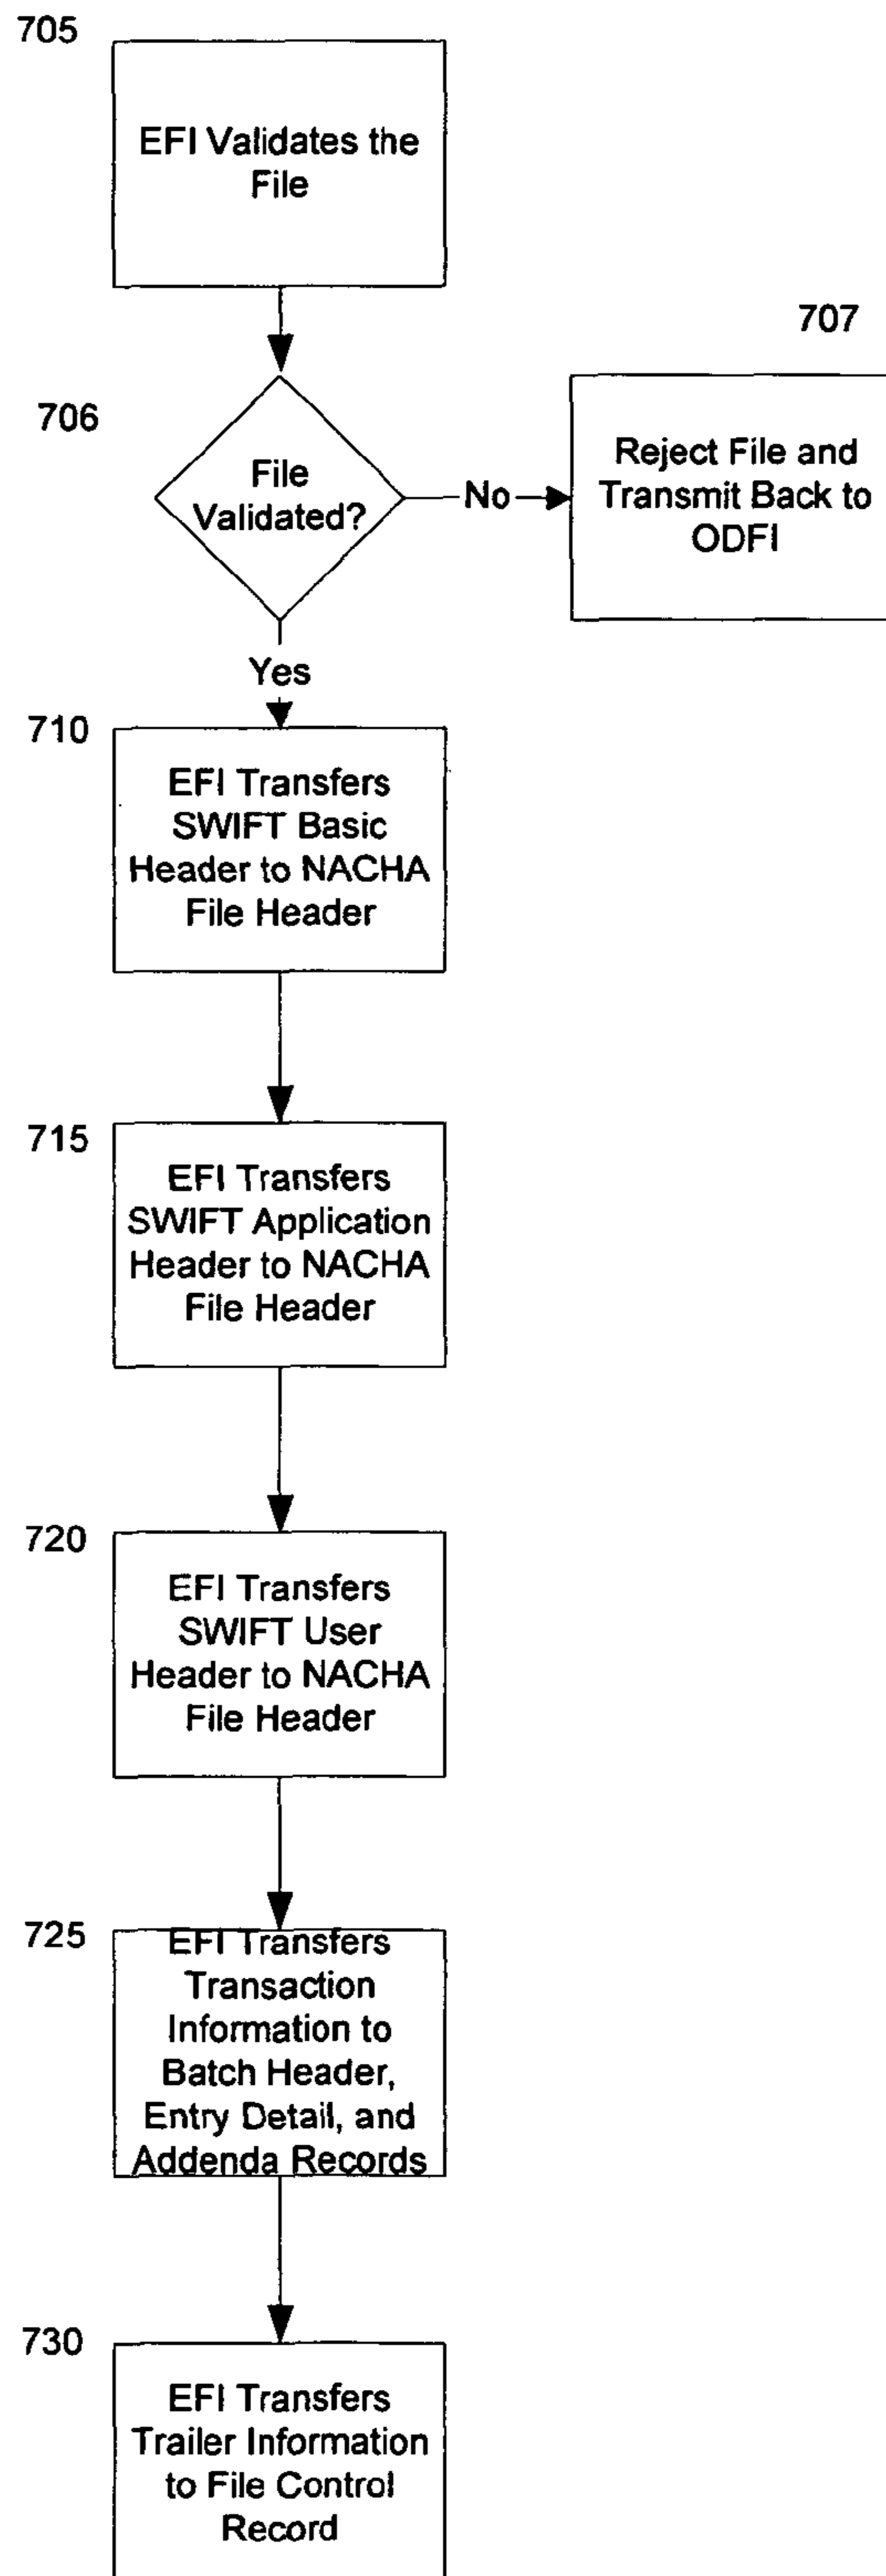 705
EFI Validates the
File
707
706
File
Validated?
No
Reject File and
Transmit Back to
ODFI
Yes
710
EFI Transfers
SWIFT Basic
Header to NACHA
File Header
715
EFI Transfers
SWIFT Application
Header to NACHA
File Header
720
EFI Transfers
SWIFT User
Header to NACHA
File Header
725
EFI Transfers
Transaction
Information to
Batch Header,
Entry Detail, and
Addenda Records
730
EFI Transfers
Trailer Information
to File Control
Record